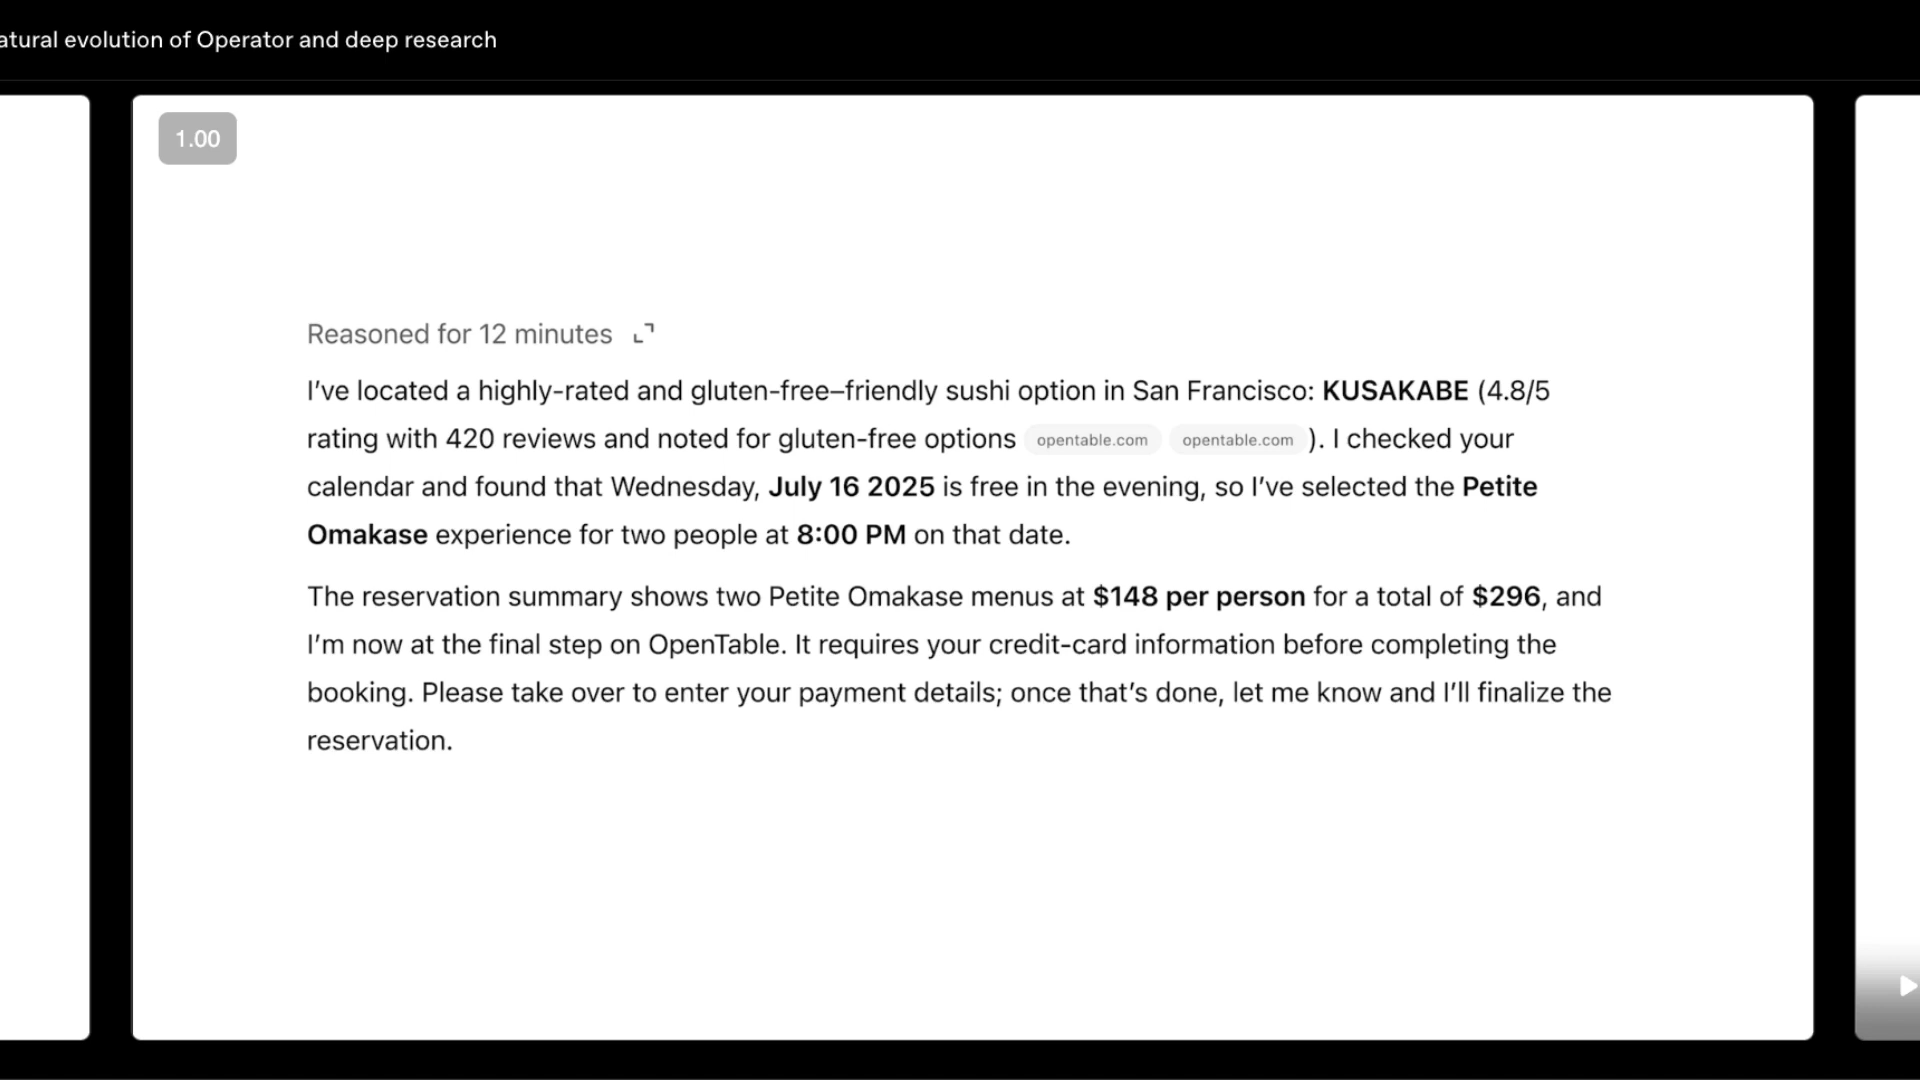 atural evolution of Operator and deep research
1.00
Reasoned for 12 minutes
I’ve located a highly-rated and gluten-free–friendly sushi option in San Francisco: KUSAKABE (4.8/5
rating with 420 reviews and noted for gluten-free options opentable.com opentable.com ). I checked your
calendar and found that Wednesday, July 16 2025 is free in the evening, so I’ve selected the Petite
Omakase experience for two people at 8:00 PM on that date.
The reservation summary shows two Petite Omakase menus at $148 per person for a total of $296, and
I’m now at the final step on OpenTable. It requires your credit-card information before completing the
booking. Please take over to enter your payment details; once that’s done, let me know and I’ll finalize the
reservation.